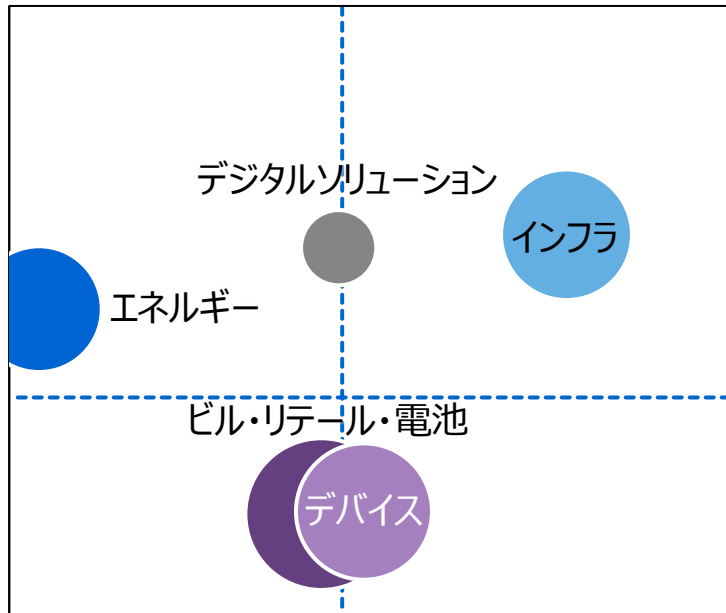 デジタルソリューション
インフラ
エネルギー
ビル・リテール・電池
デバイス